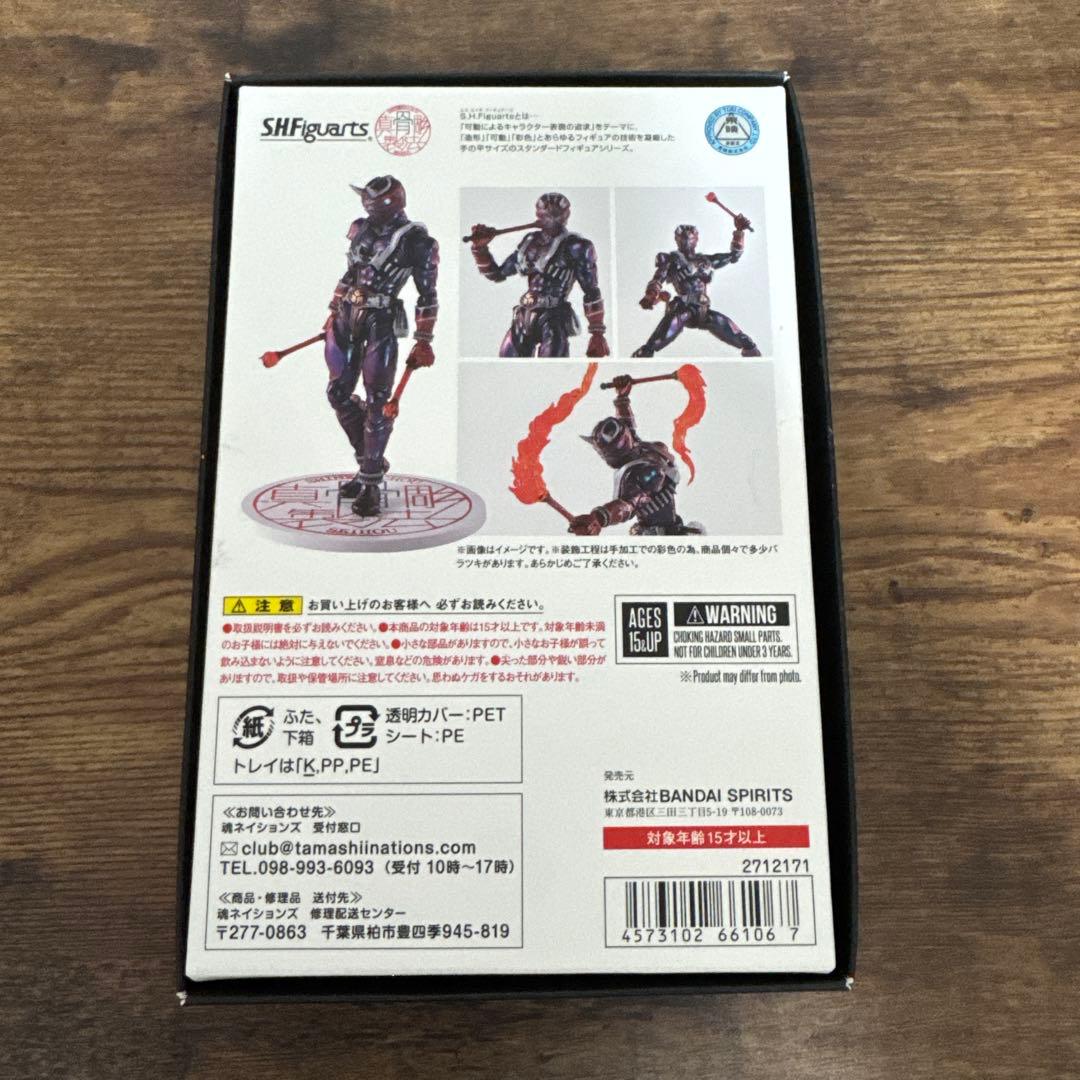 S.H.Figuarts
真骨彫製法
エス エイチ フィギュアーツ
S.H.Figuartsとは…
「可動によるキャラクター表現の追求」をテーマに、
「造形」「可動」「彩色」とあらゆるフィギュアの技術を凝縮した
手の平サイズのスタンダードフィギュアシリーズ。
※画像はイメージです。※装飾工程は手加工での彩色の為、商品個々で多少バ
ラツキがあります。あらかじめご了承ください。
注意 お買い上げのお客様へ 必ずお読みください。
●取扱説明書を必ずお読みください。●本商品の対象年齢は15才以上です。対象年齢未満
のお子様には絶対に与えないでください。●小さな部品がありますので、小さなお子様が誤って
飲み込まないように注意してください。窒息などの危険があります。●尖った部分や鋭い部分が
ありますので、取扱や保管場所に注意してください。思わぬケガをするおそれがあります。
AGES
15&UP
WARNING
CHOKING HAZARD SMALL PARTS.
NOT FOR CHILDREN UNDER 3 YEARS.
※Product may differ from photo.
紙 ふた、
下箱
プラ 透明カバー:PET
シート:PE
トレイは「K,PP,PE」
≪お問い合わせ先≫
魂ネイションズ 受付窓口
club@tamashiinations.com
TEL.098-993-6093（受付 10時〜17時）
≪商品・修理品 送付先≫
魂ネイションズ 修理配送センター
〒277-0863 千葉県柏市豊四季945-819
発売元
株式会社BANDAI SPIRITS
東京都港区三田三丁目5-19 〒108-0073
対象年齢15才以上
2712171
4573102 66106 7